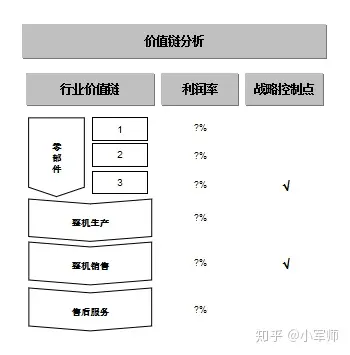 价值链分析
行业价值链 利润率 战略控制点
零部件
1 ?%
2 ?%
3 ?% √
整机生产 ?%
整机销售 ?% √
售后服务 ?%
知乎 @小军师